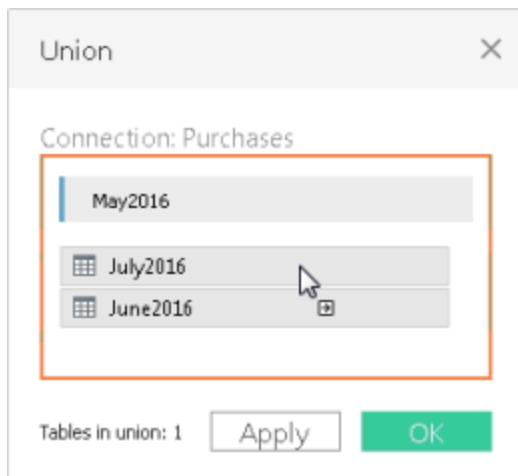 Union
Connection: Purchases
May2016
July2016
June2016
Tables in union: 1 Apply OK